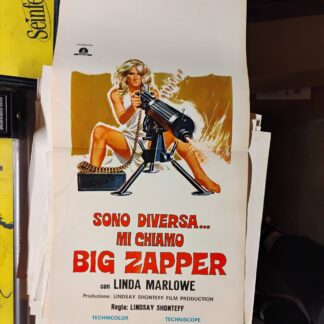 Seinfe
SONO DIVERSA...
MI CHIAMO
BIG ZAPPER
con LINDA MARLOWE
Produzione: LINDSAY SHONTEFF FILM PRODUCTION
Regia: LINDSAY SHONTEFF
TECHNICOLOR TECHNISCOPE